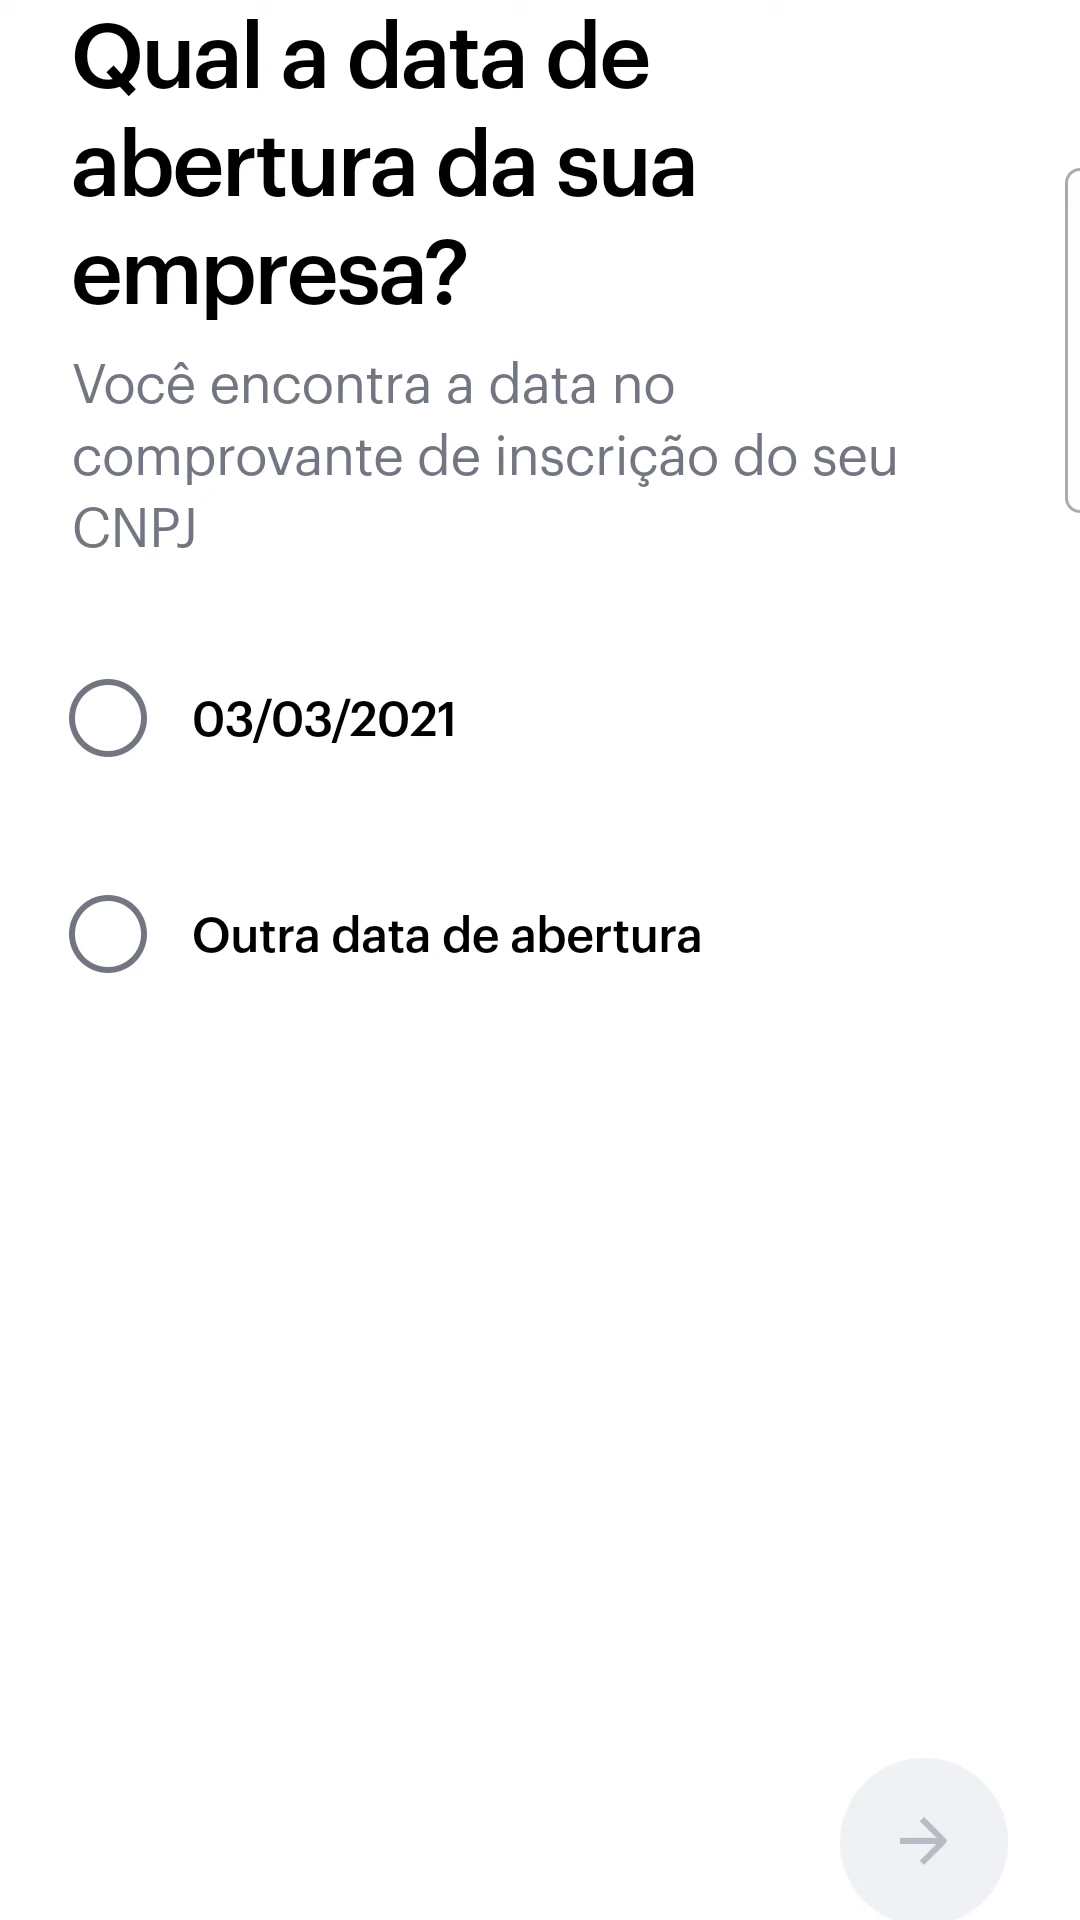 Qual a data de
abertura da sua
empresa?
Você encontra a data no
comprovante de inscrição do seu
CNPJ
03/03/2021
Outra data de abertura